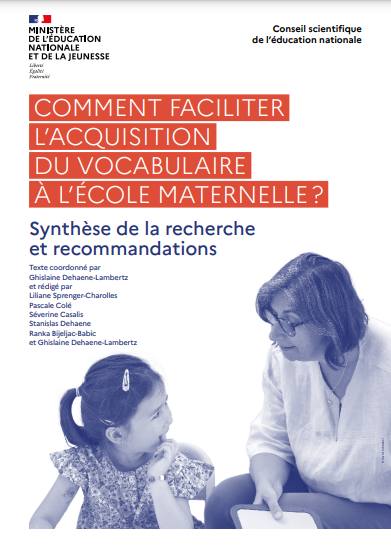 MINISTÈRE
DE L'ÉDUCATION
NATIONALE
ET DE LA JEUNESSE
Liberté
Égalité
Fraternité
Conseil scientifique
de l'éducation nationale
COMMENT FACILITER
L'ACQUISITION
DU VOCABULAIRE
À L'ÉCOLE MATERNELLE ?
Synthèse de la recherche
et recommandations
Texte coordonné par
Ghislaine Dehaene-Lambertz
et rédigé par
Liliane Sprenger-Charolles
Pascale Colé
Séverine Casalis
Stanislas Dehaene
Ranka Bijeljac-Babic
et Ghislaine Dehaene-Lambertz